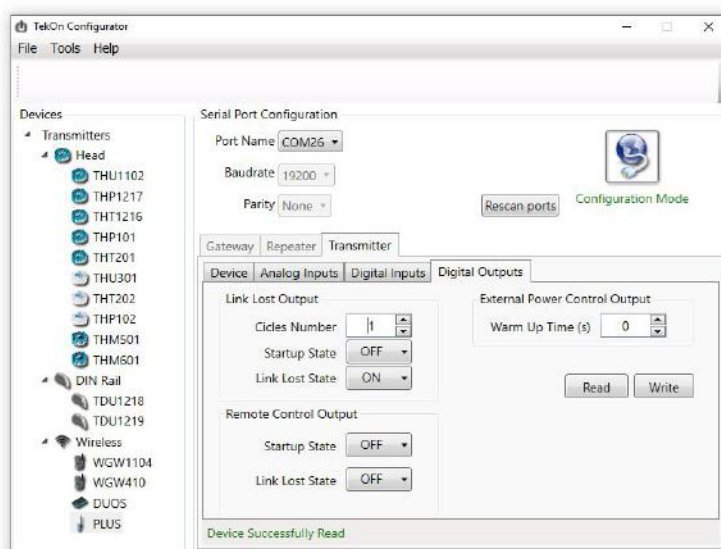 TekOn Configurator
File Tools Help
Devices
Transmitters
Head
THU1102
THP1217
THT1216
THP101
THT201
THU301
THT202
THP102
THM501
THM601
DIN Rail
TDU1218
TDU1219
Wireless
WGW1104
WGW410
DUOS
PLUS
Serial Port Configuration
Port Name COM26
Baudrate 19200
Parity None
Rescan ports
Configuration Mode
Gateway Repeater Transmitter
Device Analog Inputs Digital Inputs Digital Outputs
Link Lost Output
Cicles Number 1
Startup State OFF
Link Lost State ON
Remote Control Output
Startup State OFF
Link Lost State OFF
External Power Control Output
Warm Up Time (s) 0
Read Write
Device Successfully Read